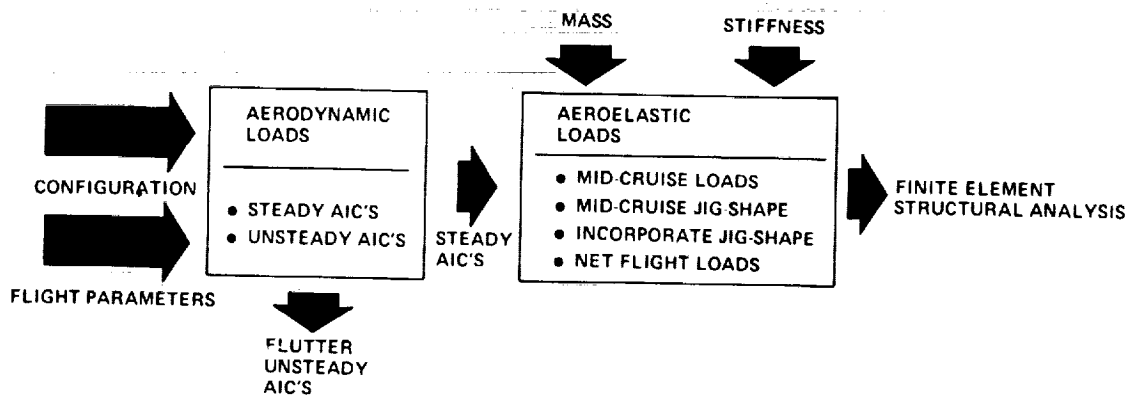 MASS
STIFFNESS
AERODYNAMIC
LOADS
AEROELASTIC
LOADS
CONFIGURATION
• STEADY AIC'S
• UNSTEADY AIC'S
FLIGHT PARAMETERS
STEADY
AIC'S
• MID-CRUISE LOADS
• MID-CRUISE JIG-SHAPE
• INCORPORATE JIG-SHAPE
• NET FLIGHT LOADS
FINITE ELEMENT
STRUCTURAL ANALYSIS
FLUTTER
UNSTEADY
AIC'S